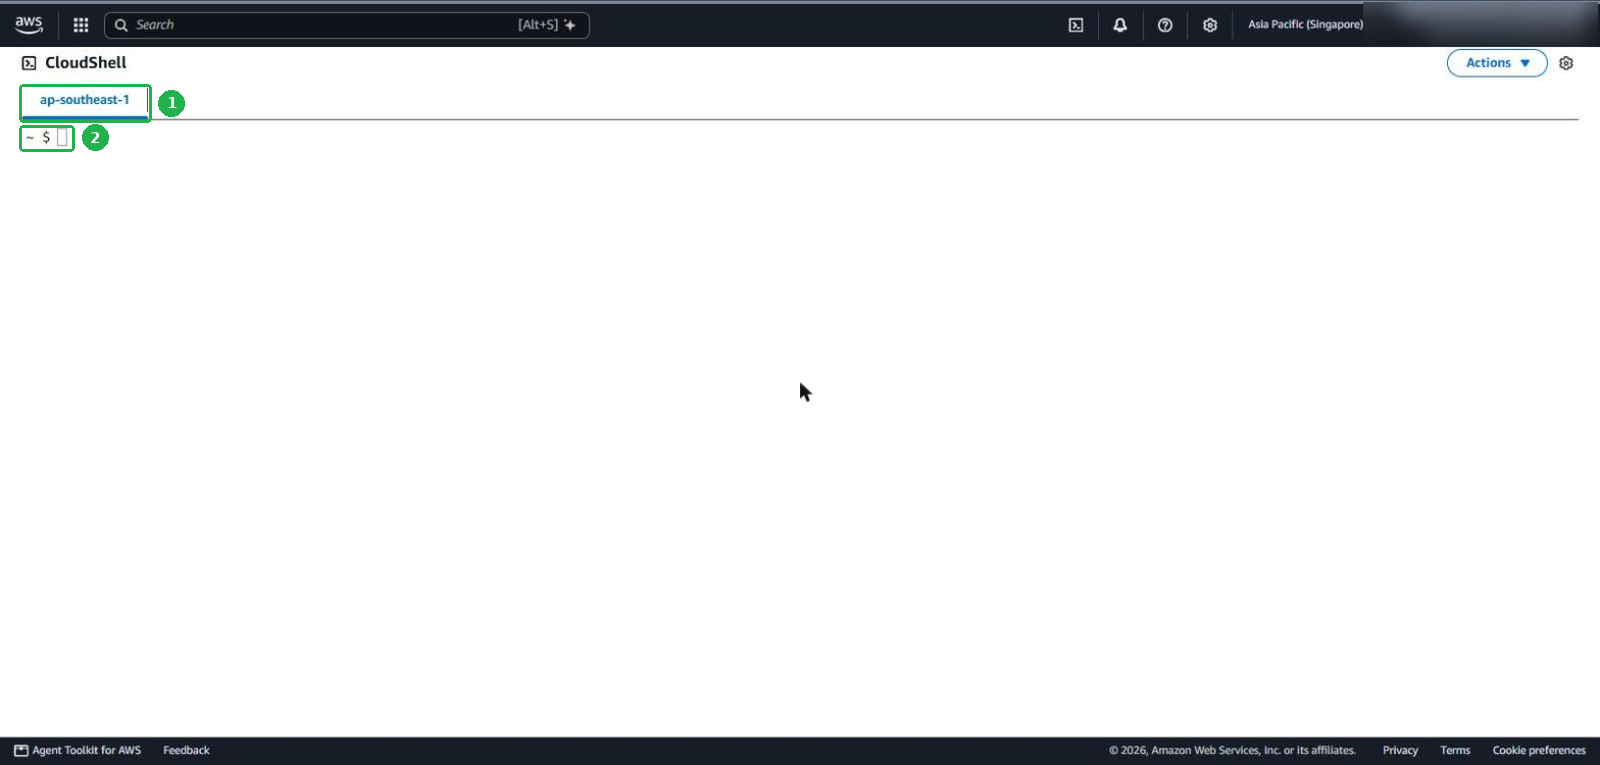 aws
Search [Alt+S]
Asia Pacific (Singapore)
CloudShell
Actions
ap-southeast-1
1
~ $
2
Agent Toolkit for AWS Feedback
© 2026, Amazon Web Services, Inc. or its affiliates. Privacy Terms Cookie preferences